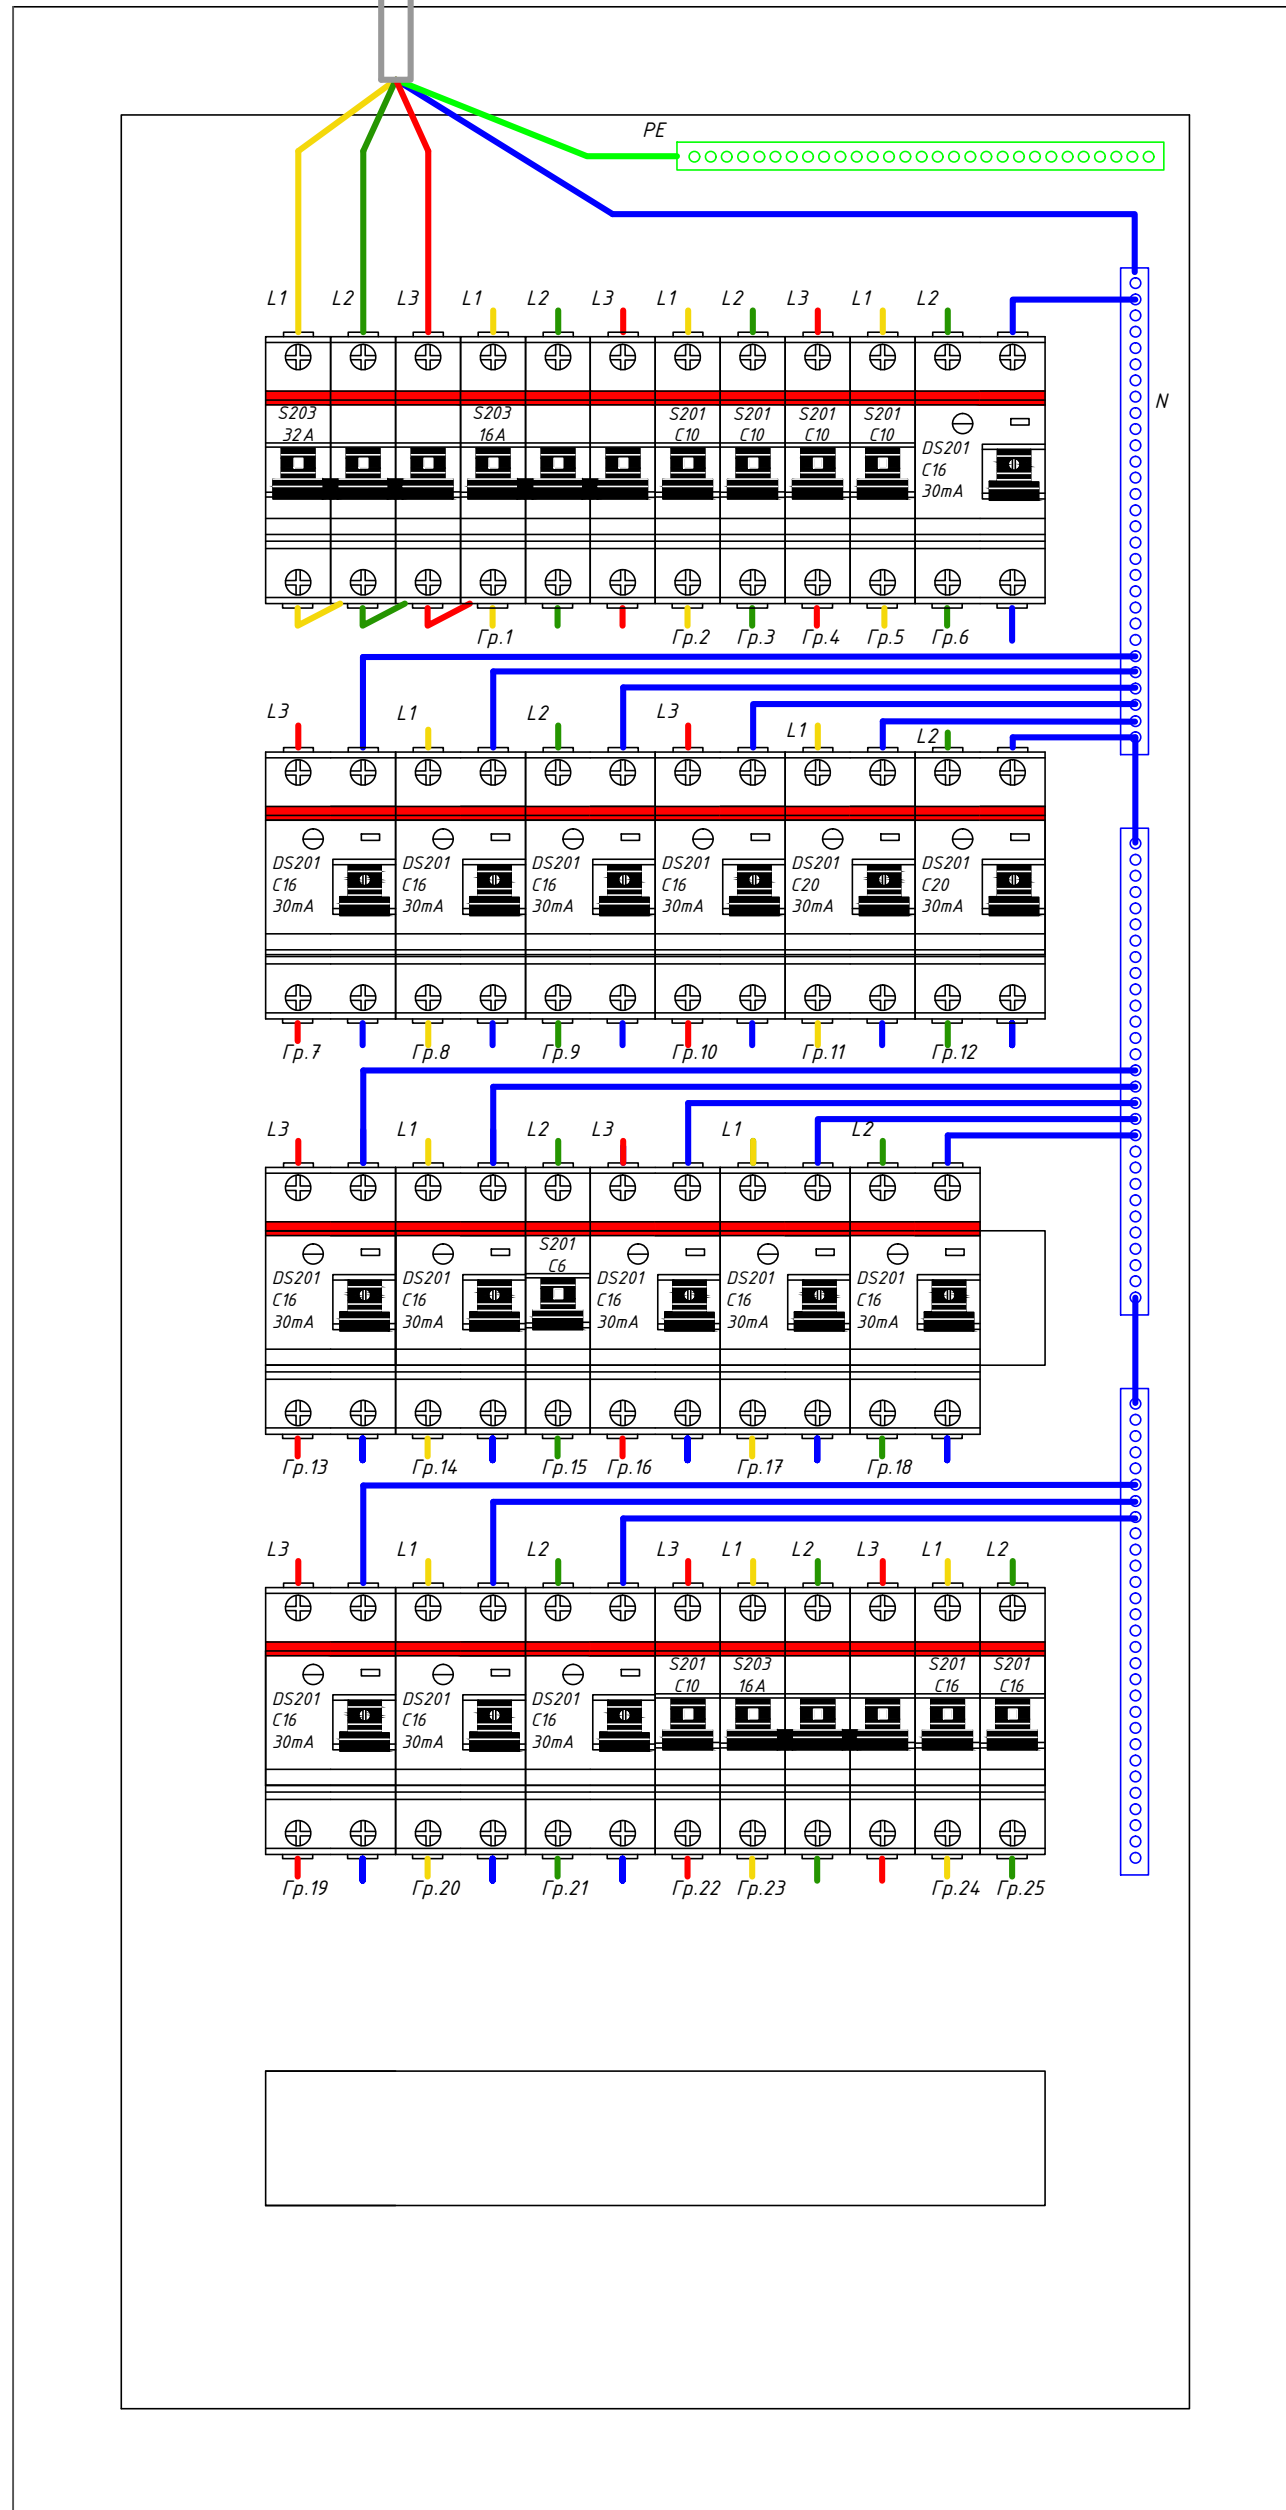 PE
L1 L2 L3 L1 L2 L3 L1 L2 L3 L1 L2
N
S203 S203 S201 S201 S201 S201
32A 16A C10 C10 C10 C10
DS201
C16
30mA
Гр.1 Гр.2 Гр.3 Гр.4 Гр.5 Гр.6
L3 L1 L2 L3 L1 L2
DS201 DS201 DS201 DS201 DS201 DS201
C16 C16 C16 C16 C20 C20
30mA 30mA 30mA 30mA 30mA 30mA
Гр.7 Гр.8 Гр.9 Гр.10 Гр.11 Гр.12
L3 L1 L2 L3 L1 L2
S201
C6
DS201 DS201 DS201 DS201 DS201
C16 C16 C16 C16 C16
30mA 30mA 30mA 30mA 30mA
Гр.13 Гр.14 Гр.15 Гр.16 Гр.17 Гр.18
L3 L1 L2 L3 L1 L2 L3 L1 L2
S201 S203 S201 S201
C10 16A C16 C16
DS201 DS201 DS201
C16 C16 C16
30mA 30mA 30mA
Гр.19 Гр.20 Гр.21 Гр.22 Гр.23 Гр.24 Гр.25